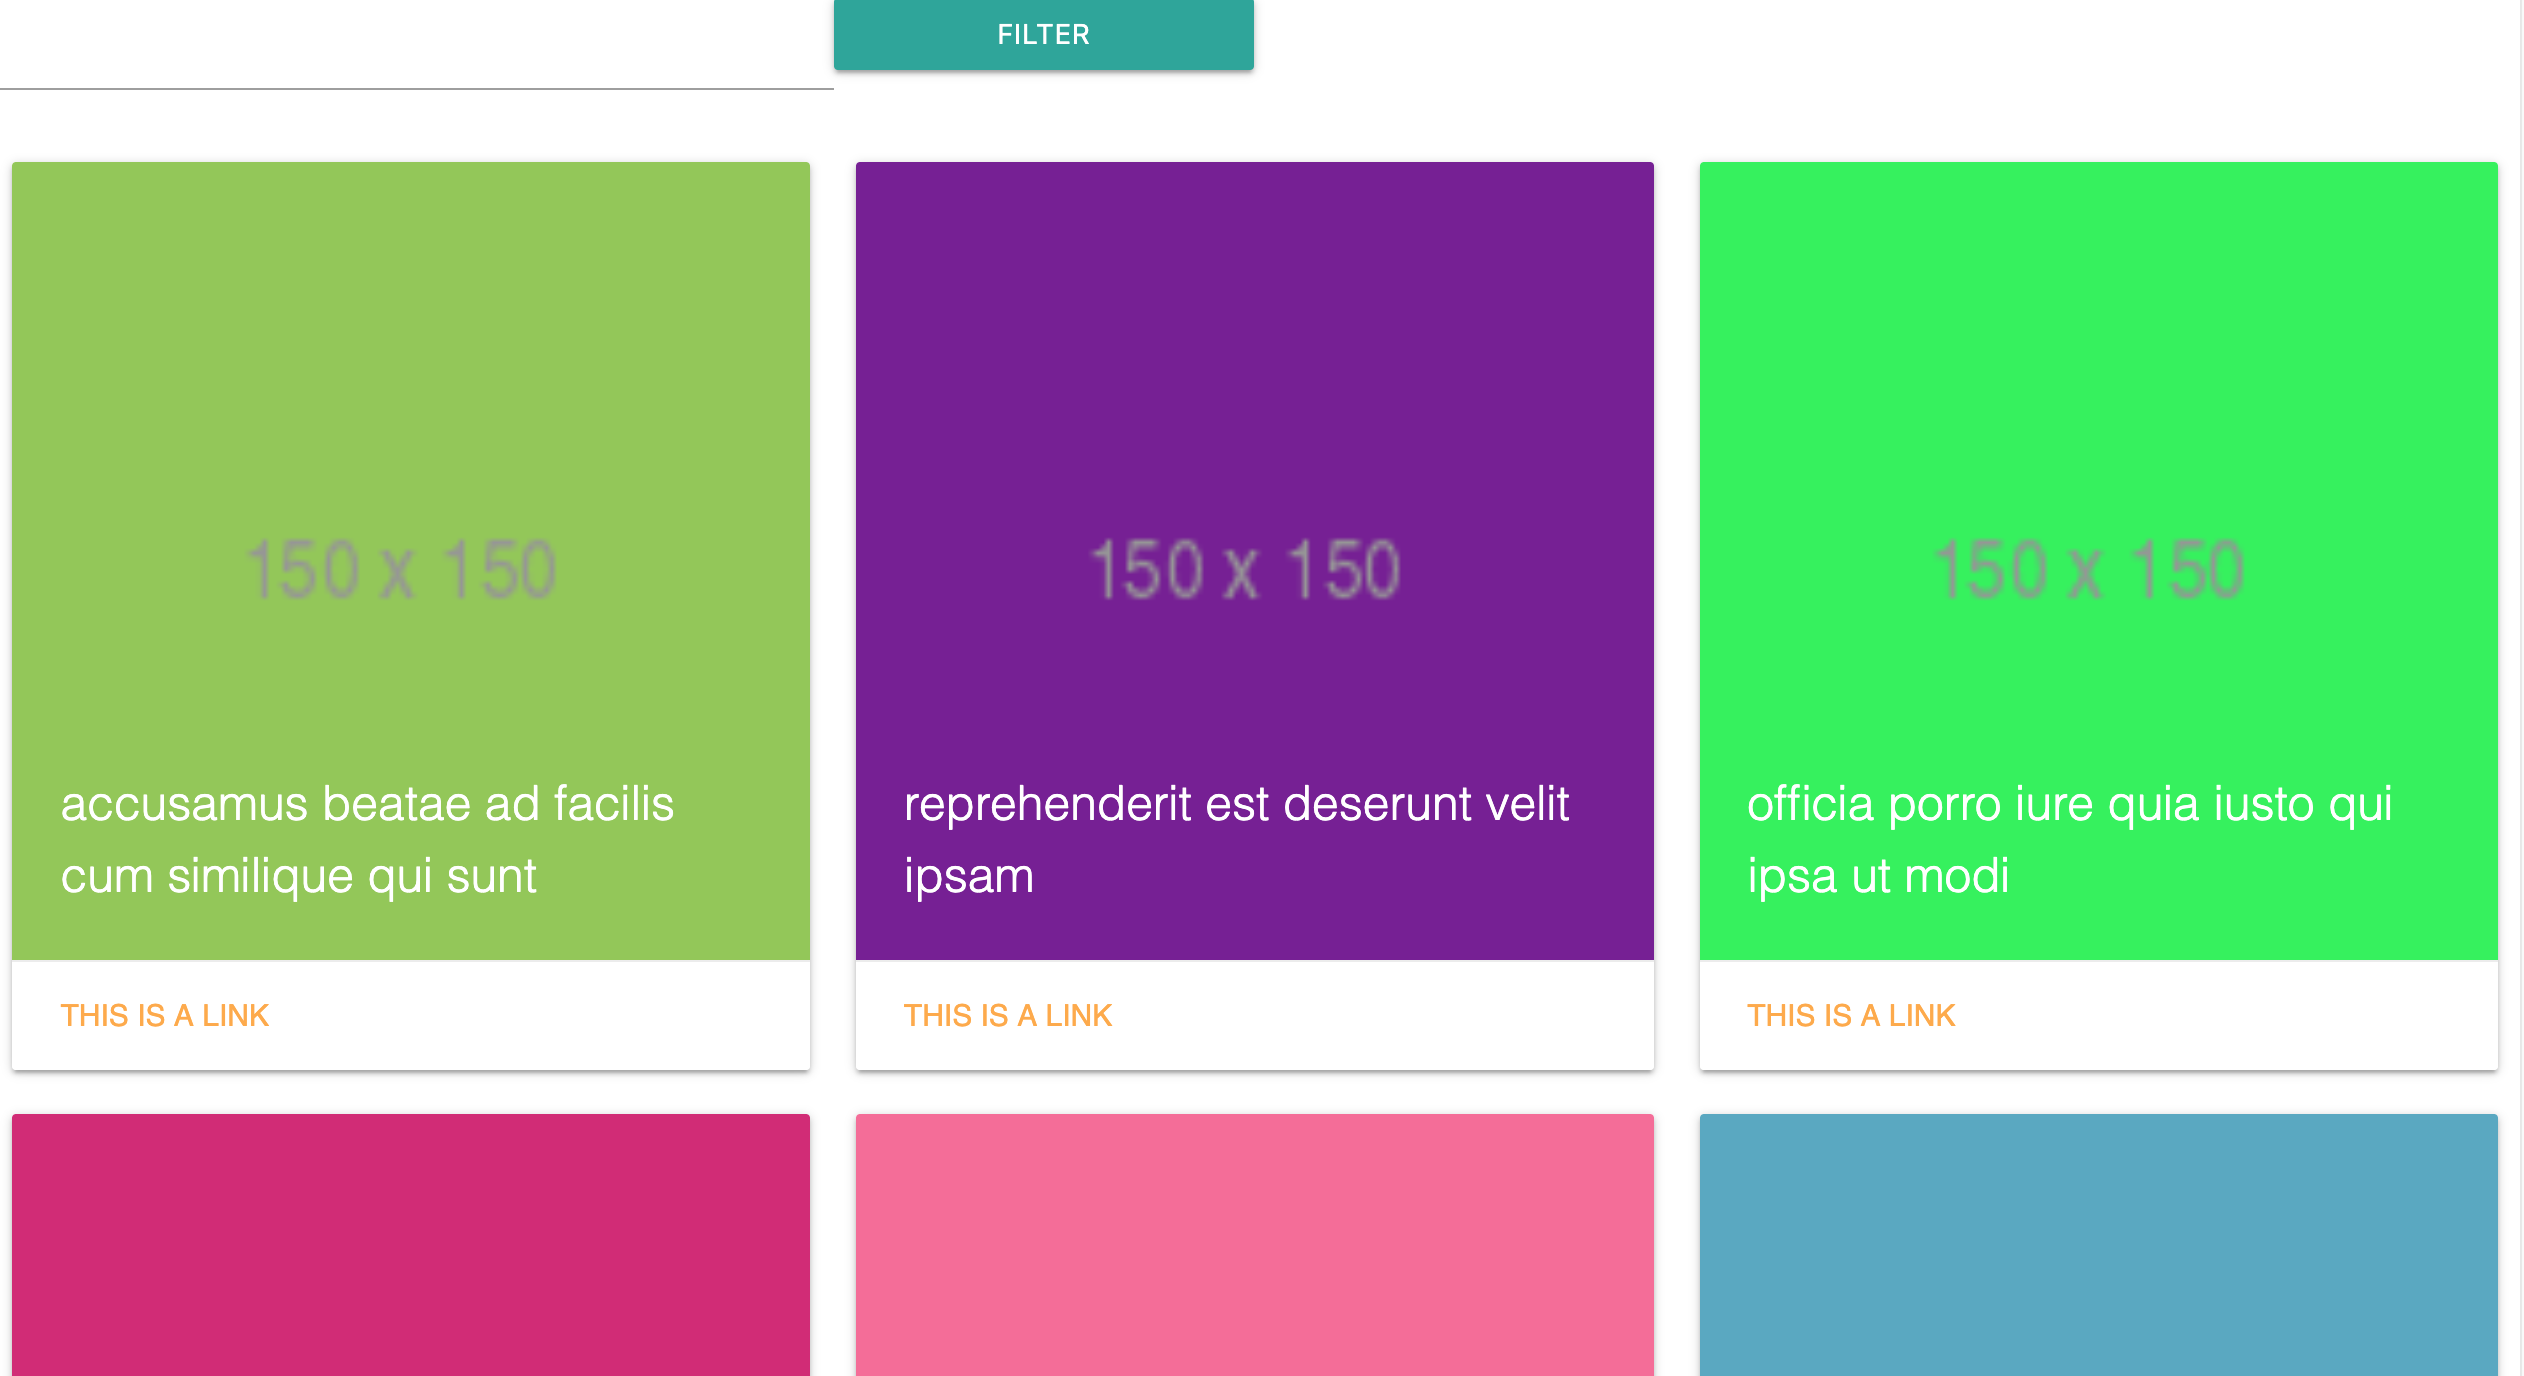 FILTER
150 x 150
150 x 150
150 x 150
accusamus beatae ad facilis
cum similique qui sunt
reprehenderit est deserunt velit
ipsam
officia porro iure quia iusto qui
ipsa ut modi
THIS IS A LINK
THIS IS A LINK
THIS IS A LINK